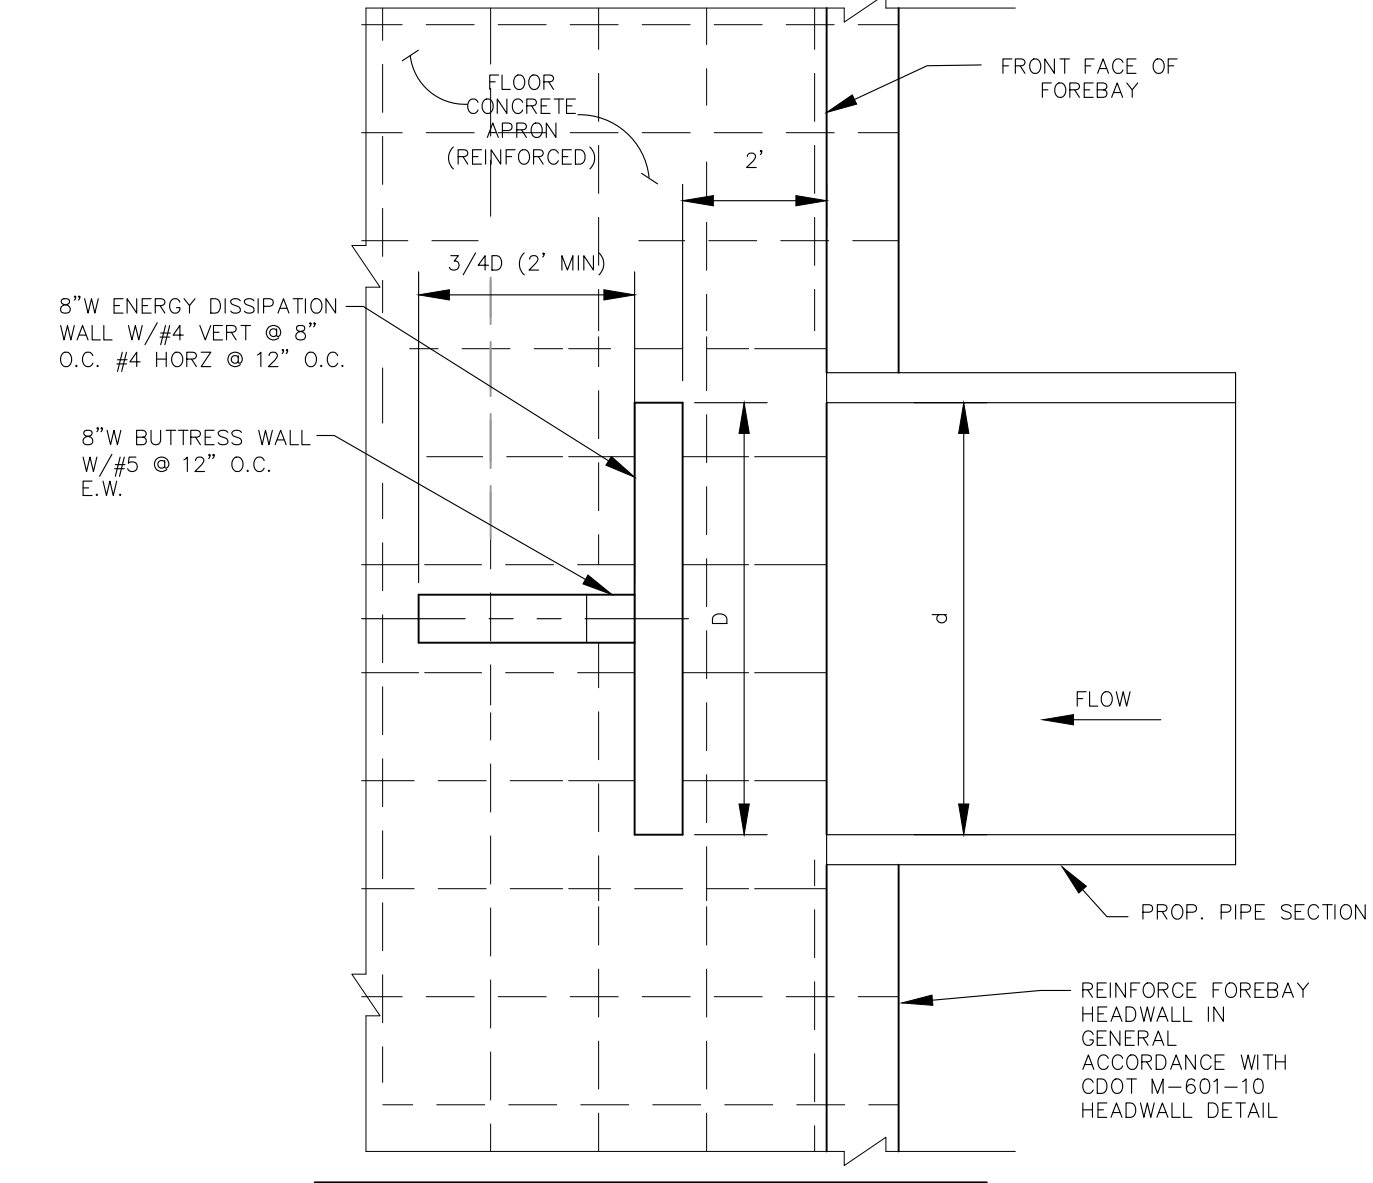 FLOOR
CONCRETE
APRON
(REINFORCED)
FRONT FACE OF
FOREBAY
2'
3/4D (2' MIN)
8"W ENERGY DISSIPATION
WALL W/#4 VERT @ 8"
O.C. #4 HORZ @ 12" O.C.
8"W BUTTRESS WALL
W/#5 @ 12" O.C.
E.W.
D
d
FLOW
PROP. PIPE SECTION
REINFORCE FOREBAY
HEADWALL IN
GENERAL
ACCORDANCE WITH
CDOT M-601-10
HEADWALL DETAIL